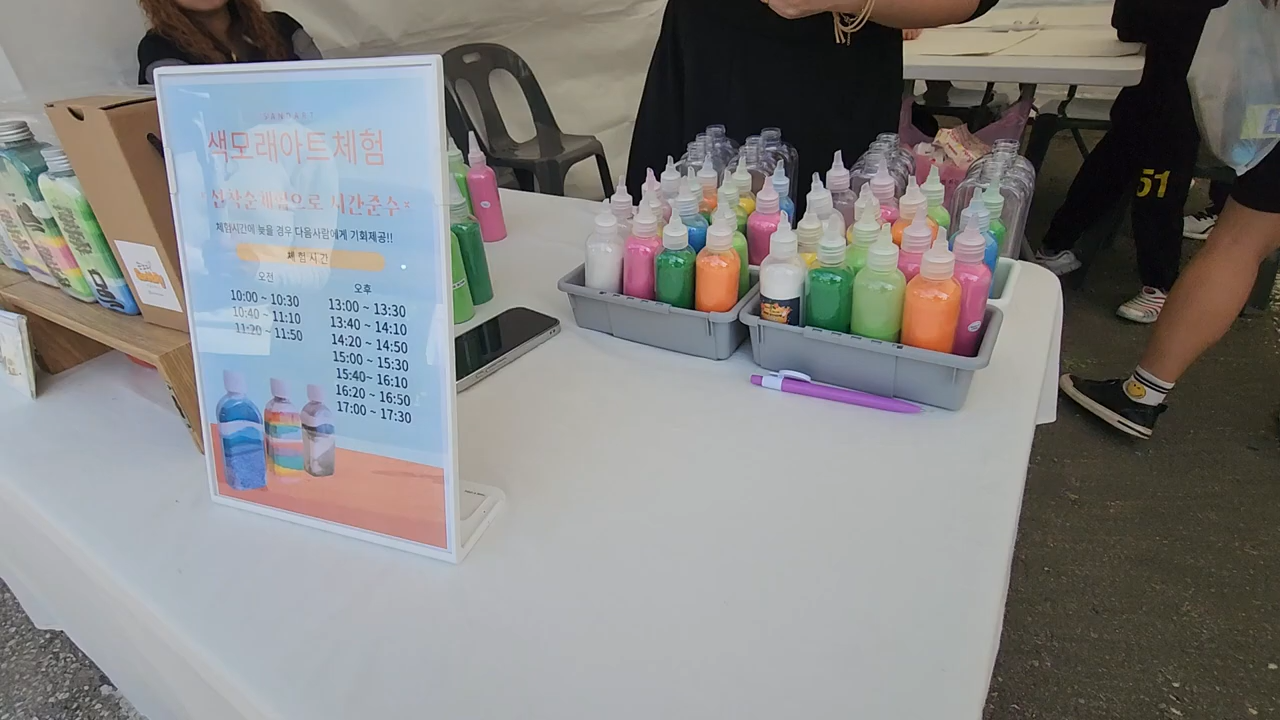 색모래아트체험
선착순체험으로 시간준수
체험시간에 늦을 경우 다음사람에게 기회제공!!
체험시간
오전
10:00 ~ 10:30
10:40 ~ 11:10
11:20 ~ 11:50
오후
13:00 ~ 13:30
13:40 ~ 14:10
14:20 ~ 14:50
15:00 ~ 15:30
15:40 ~ 16:10
16:20 ~ 16:50
17:00 ~ 17:30
51